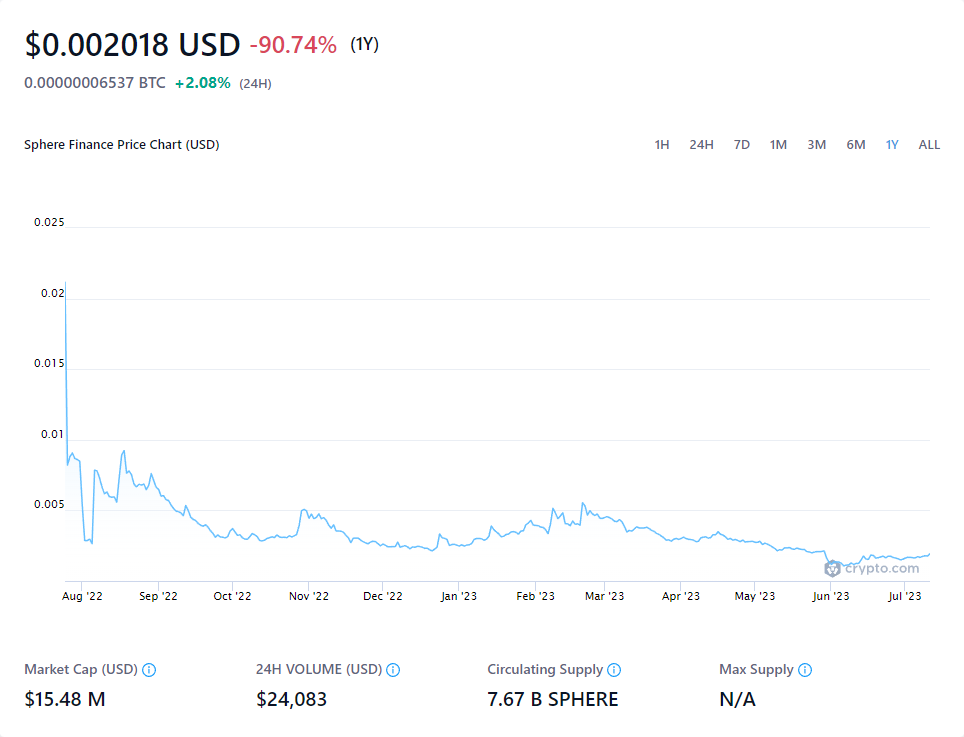 $0.002018 USD -90.74% (1Y)
0.00000006537 BTC +2.08% (24H)
Sphere Finance Price Chart (USD) 1H 24H 7D 1M 3M 6M 1Y ALL
0.025
0.02
0.015
0.01
0.005
crypto.com
Aug '22 Sep '22 Oct '22 Nov '22 Dec '22 Jan '23 Feb '23 Mar '23 Apr '23 May '23 Jun '23 Jul '23
Market Cap (USD) 24H VOLUME (USD) Circulating Supply Max Supply
$15.48 M $24,083 7.67 B SPHERE N/A